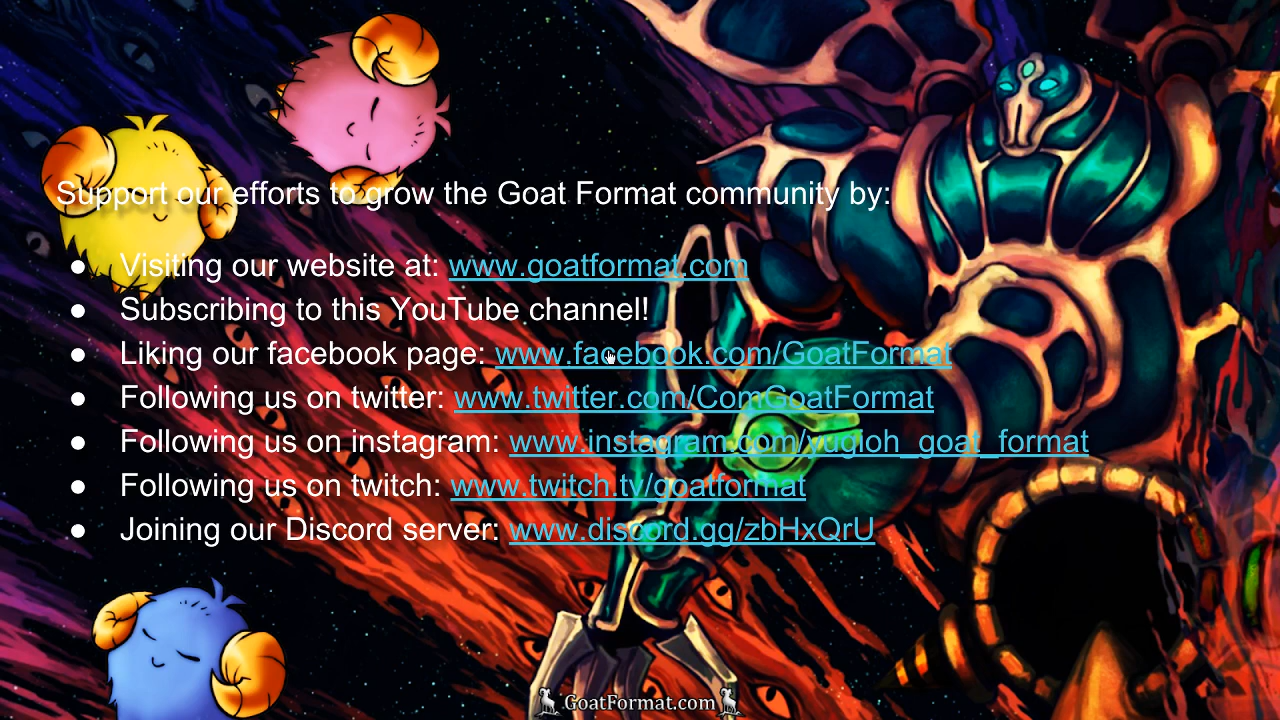 Support our efforts to grow the Goat Format community by:
● Visiting our website at: www.goatformat.com
● Subscribing to this YouTube channel!
● Liking our facebook page: www.facebook.com/GoatFormat
● Following us on twitter: www.twitter.com/ComGoatFormat
● Following us on instagram: www.instagram.com/yugioh_goat_format
● Following us on twitch: www.twitch.tv/goatformat
● Joining our Discord server: www.discord.gg/zbHxQrU
GoatFormat.com